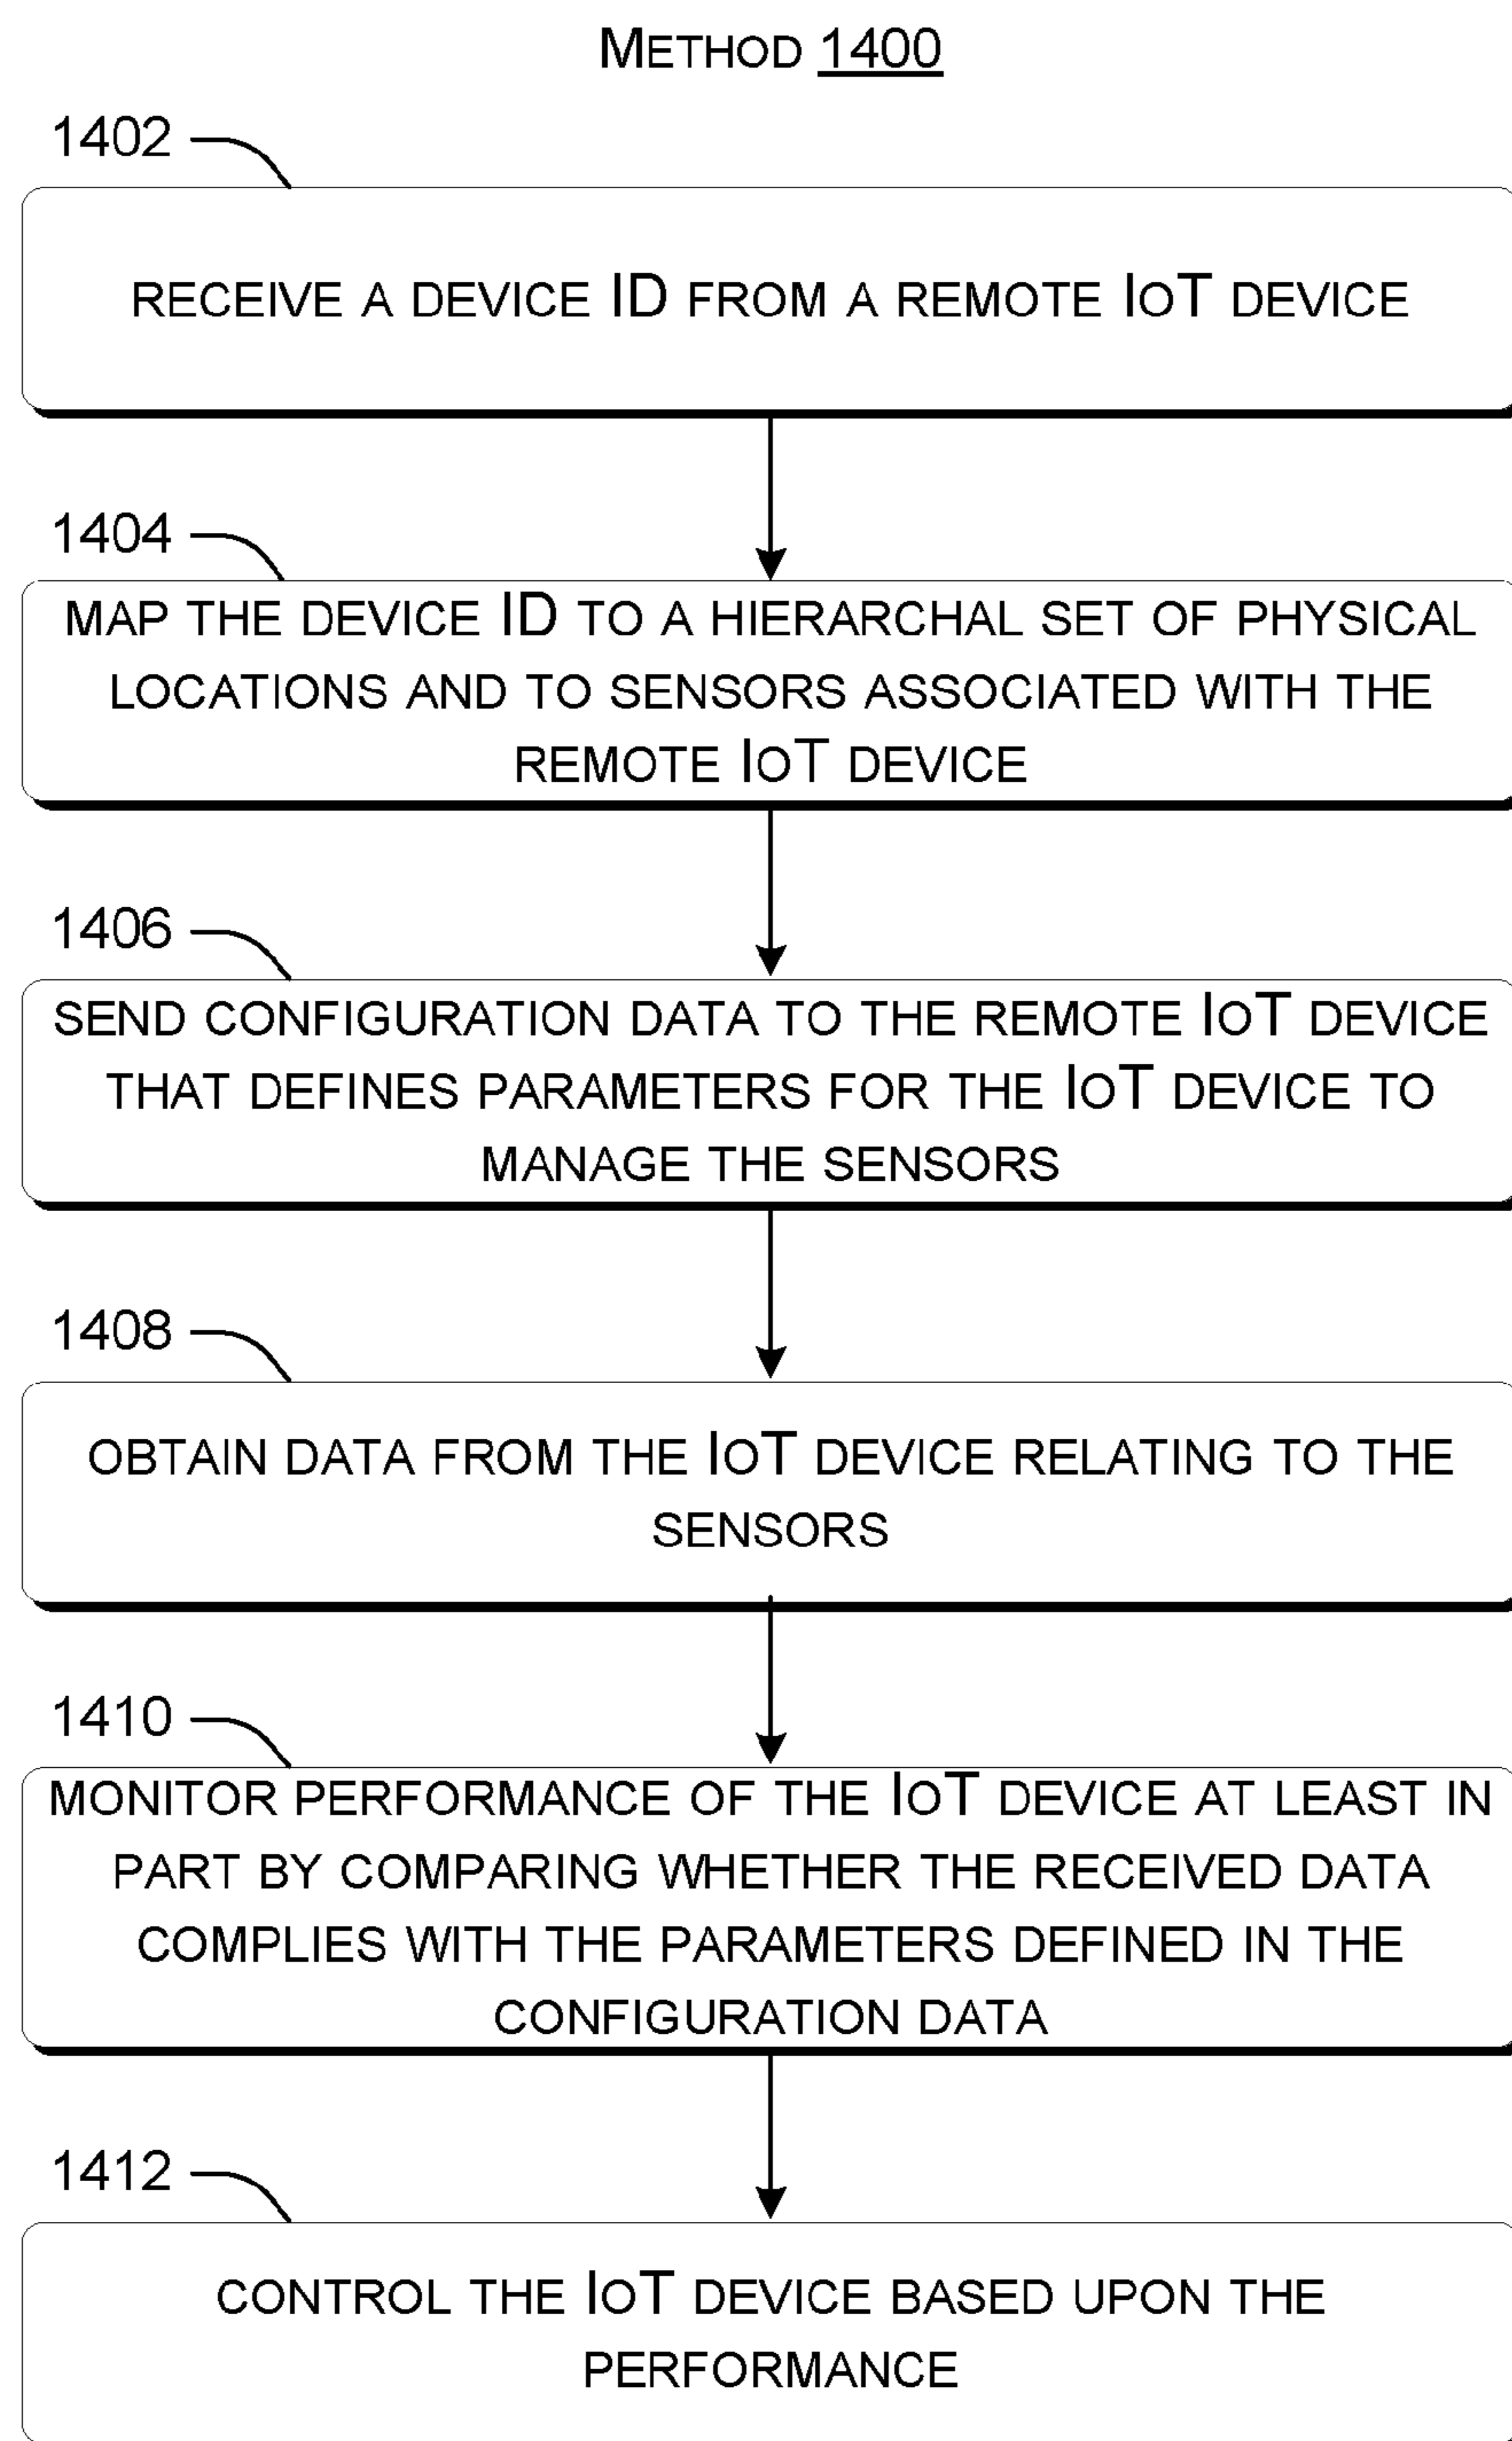 METHOD 1400
1402
RECEIVE A DEVICE ID FROM A REMOTE IOT DEVICE
1404
MAP THE DEVICE ID TO A HIERARCHAL SET OF PHYSICAL
LOCATIONS AND TO SENSORS ASSOCIATED WITH THE
REMOTE IOT DEVICE
1406
SEND CONFIGURATION DATA TO THE REMOTE IOT DEVICE
THAT DEFINES PARAMETERS FOR THE IOT DEVICE TO
MANAGE THE SENSORS
1408
OBTAIN DATA FROM THE IOT DEVICE RELATING TO THE
SENSORS
1410
MONITOR PERFORMANCE OF THE IOT DEVICE AT LEAST IN
PART BY COMPARING WHETHER THE RECEIVED DATA
COMPLIES WITH THE PARAMETERS DEFINED IN THE
CONFIGURATION DATA
1412
CONTROL THE IOT DEVICE BASED UPON THE
PERFORMANCE